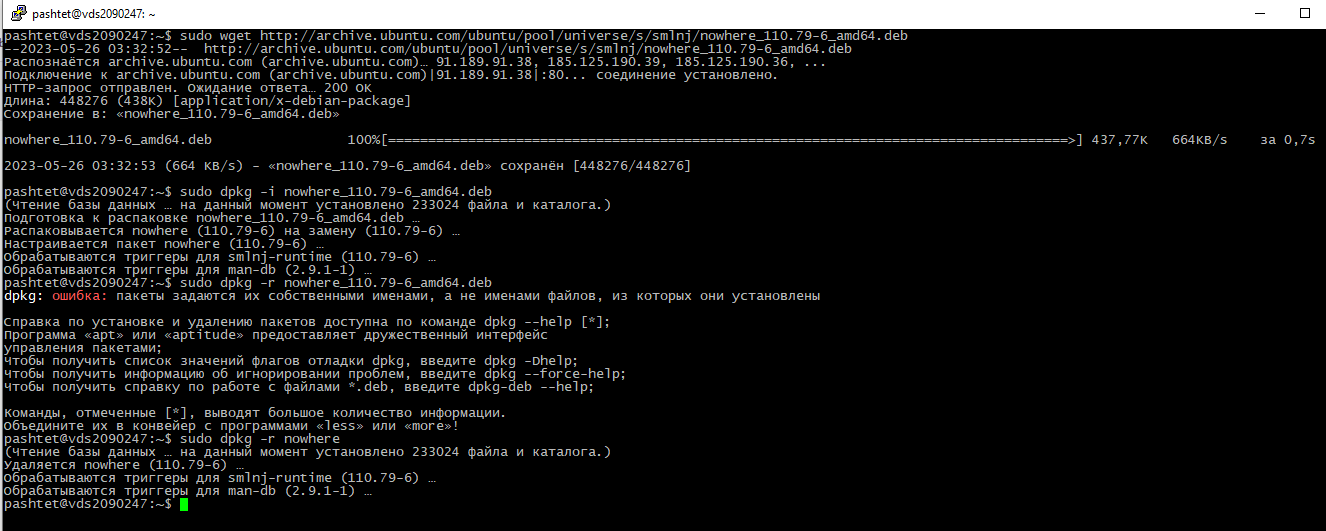 pashtet@vds2090247: ~
pashtet@vds2090247:~$ sudo wget http://archive.ubuntu.com/ubuntu/pool/universe/s/smlnj/nowhere_110.79-6_amd64.deb
--2023-05-26 03:32:52--  http://archive.ubuntu.com/ubuntu/pool/universe/s/smlnj/nowhere_110.79-6_amd64.deb
Распознаётся archive.ubuntu.com (archive.ubuntu.com)… 91.189.91.38, 185.125.190.39, 185.125.190.36, ...
Подключение к archive.ubuntu.com (archive.ubuntu.com)|91.189.91.38|:80... соединение установлено.
HTTP-запрос отправлен. Ожидание ответа… 200 OK
Длина: 448276 (438K) [application/x-debian-package]
Сохранение в: «nowhere_110.79-6_amd64.deb»
nowhere_110.79-6_amd64.deb 100%[=====================================================================================>] 437,77K 664KB/s за 0,7s
2023-05-26 03:32:53 (664 KB/s) - «nowhere_110.79-6_amd64.deb» сохранён [448276/448276]
pashtet@vds2090247:~$ sudo dpkg -i nowhere_110.79-6_amd64.deb
(Чтение базы данных … на данный момент установлено 233024 файла и каталога.)
Подготовка к распаковке nowhere_110.79-6_amd64.deb …
Распаковывается nowhere (110.79-6) на замену (110.79-6) …
Настраивается пакет nowhere (110.79-6) …
Обрабатываются триггеры для smlnj-runtime (110.79-6) …
Обрабатываются триггеры для man-db (2.9.1-1) …
pashtet@vds2090247:~$ sudo dpkg -r nowhere_110.79-6_amd64.deb
dpkg: ошибка: пакеты задаются их собственными именами, а не именами файлов, из которых они установлены
Справка по установке и удалению пакетов доступна по команде dpkg --help [*];
Программа «apt» или «aptitude» предоставляет дружественный интерфейс
управления пакетами;
Чтобы получить список значений флагов отладки dpkg, введите dpkg -Dhelp;
Чтобы получить информацию об игнорировании проблем, введите dpkg --force-help;
Чтобы получить справку по работе с файлами *.deb, введите dpkg-deb --help;
Команды, отмеченные [*], выводят большое количество информации.
Объедините их в конвейер с программами «less» или «more»!
pashtet@vds2090247:~$ sudo dpkg -r nowhere
(Чтение базы данных … на данный момент установлено 233024 файла и каталога.)
Удаляется nowhere (110.79-6) …
Обрабатываются триггеры для smlnj-runtime (110.79-6) …
Обрабатываются триггеры для man-db (2.9.1-1) …
pashtet@vds2090247:~$